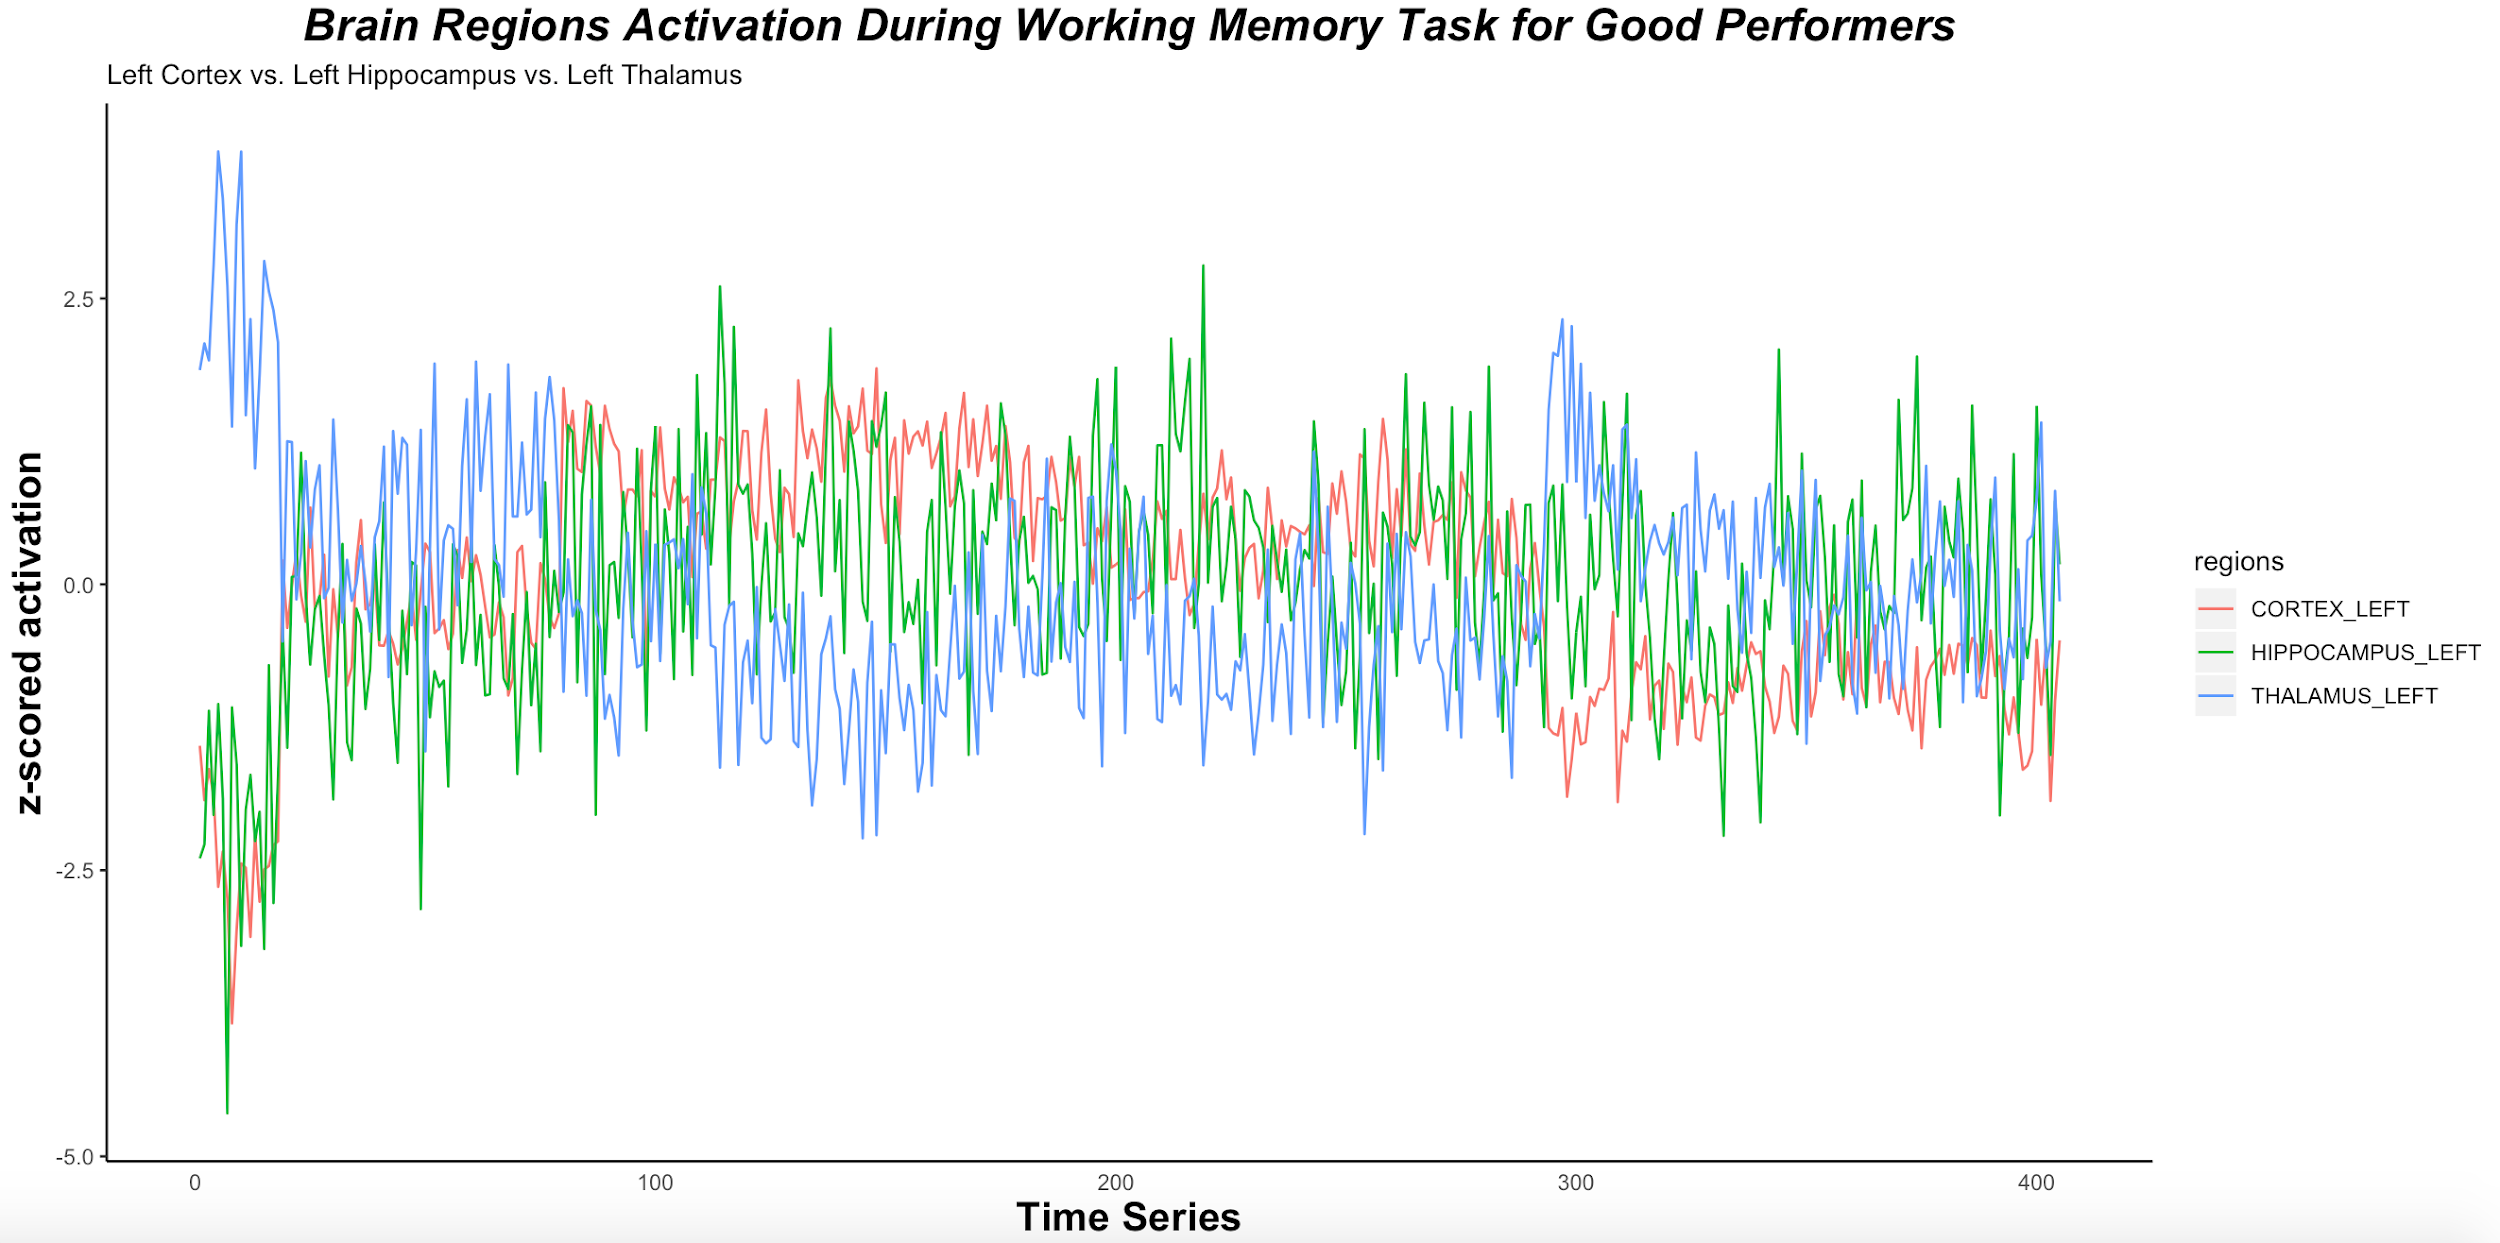 Brain Regions Activation During Working Memory Task for Good Performers
Left Cortex vs. Left Hippocampus vs. Left Thalamus
z-scored activation
2.5
0.0
-2.5
-5.0
0 100 200 300 400
Time Series
regions
CORTEX_LEFT
HIPPOCAMPUS_LEFT
THALAMUS_LEFT